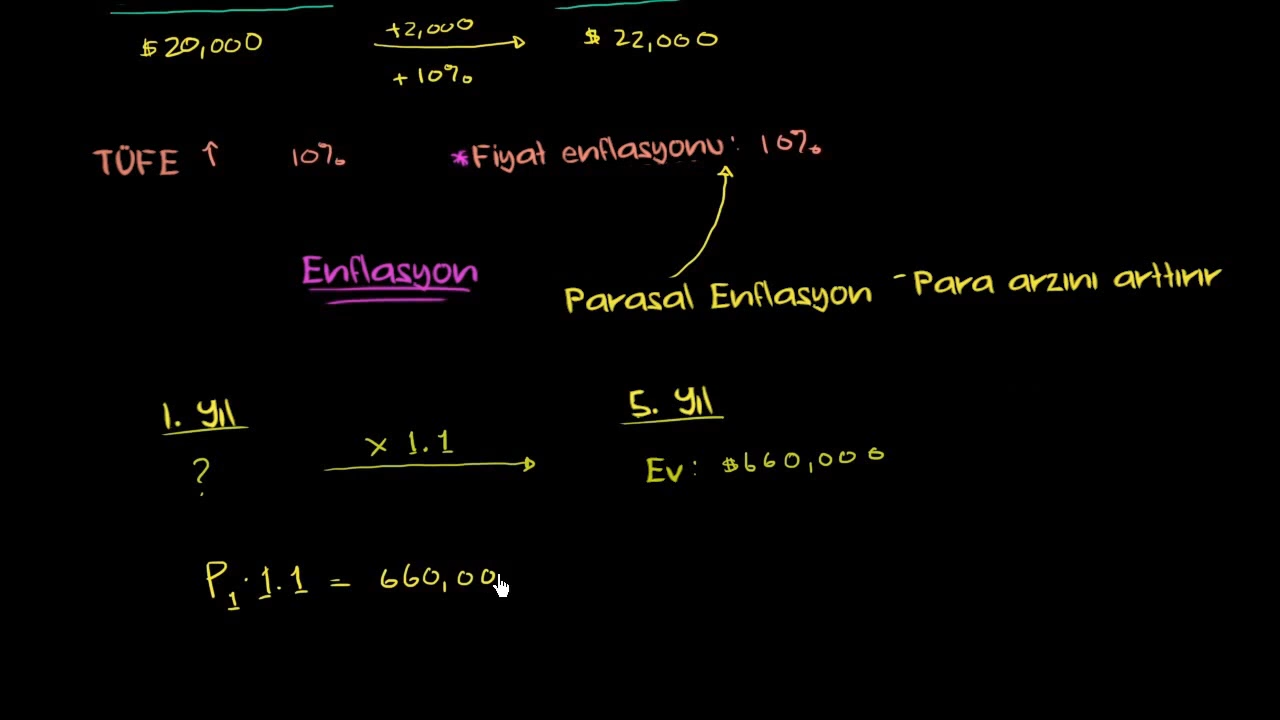 $20,000 +2,000 $ 22,000
+10%
TÜFE ↑ 10% *Fiyat enflasyonu: 10%
Enflasyon
Parasal Enflasyon - Para arzını arttırır
1. yıl 5. yıl
? x 1.1 Ev: $660,000
P1 · 1.1 = 660,00